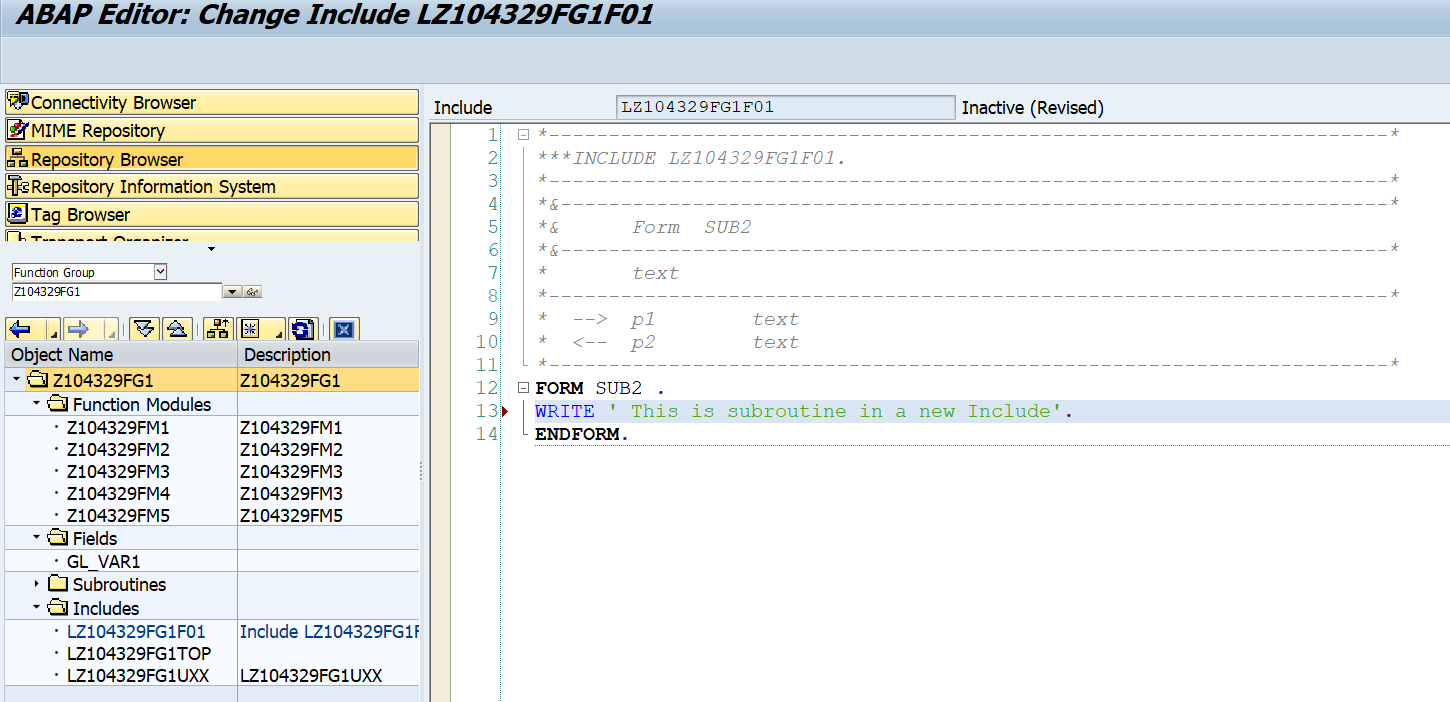 ABAP Editor: Change Include LZ104329FG1F01
Connectivity Browser
MIME Repository
Repository Browser
Repository Information System
Tag Browser
Transport Organizer
Function Group
Z104329FG1
Object Name Description
Z104329FG1 Z104329FG1
Function Modules
Z104329FM1 Z104329FM1
Z104329FM2 Z104329FM2
Z104329FM3 Z104329FM3
Z104329FM4 Z104329FM3
Z104329FM5 Z104329FM5
Fields
GL_VAR1
Subroutines
Includes
LZ104329FG1F01 Include LZ104329FG1F
LZ104329FG1TOP
LZ104329FG1UXX LZ104329FG1UXX
Include LZ104329FG1F01 Inactive (Revised)
1 *----------------------------------------------------------------------*
2 ***INCLUDE LZ104329FG1F01.
3 *----------------------------------------------------------------------*
4 *&---------------------------------------------------------------------*
5 *&      Form  SUB2
6 *&---------------------------------------------------------------------*
7 *       text
8 *----------------------------------------------------------------------*
9 *  -->  p1        text
10 *  <--  p2        text
11 *----------------------------------------------------------------------*
12 FORM SUB2 .
13 WRITE ' This is subroutine in a new Include'.
14 ENDFORM.